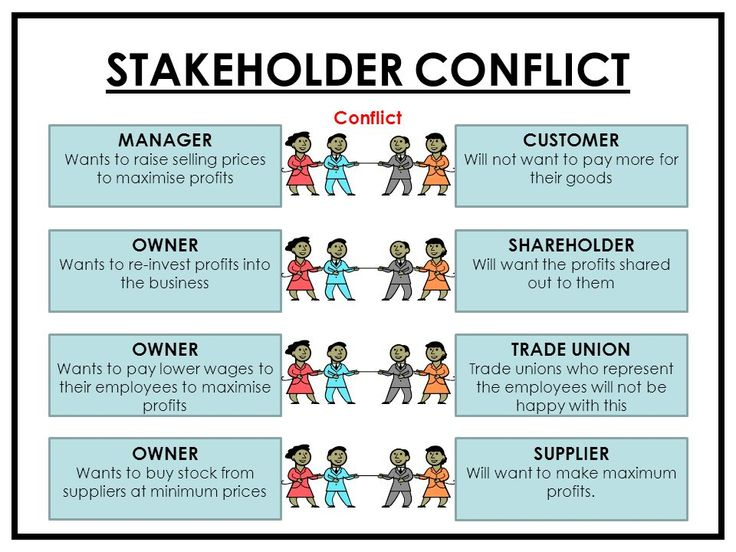 STAKEHOLDER CONFLICT
Conflict
MANAGER
Wants to raise selling prices
to maximise profits
CUSTOMER
Will not want to pay more for
their goods
OWNER
Wants to re-invest profits into
the business
SHAREHOLDER
Will want the profits shared
out to them
OWNER
Wants to pay lower wages to
their employees to maximise
profits
TRADE UNION
Trade unions who represent
the employees will not be
happy with this
OWNER
Wants to buy stock from
suppliers at minimum prices
SUPPLIER
Will want to make maximum
profits.